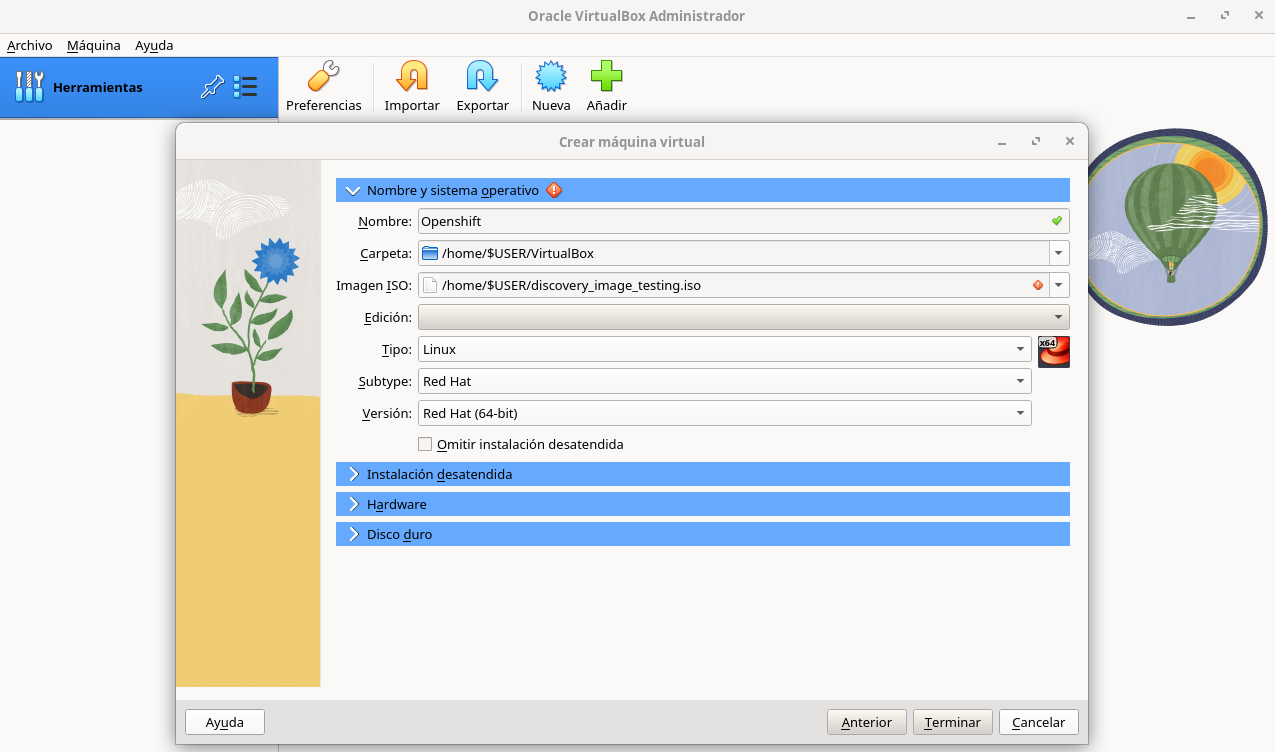 Oracle VirtualBox Administrador
Archivo Máquina Ayuda
Herramientas
Preferencias Importar Exportar Nueva Añadir
Crear máquina virtual
Nombre y sistema operativo
Nombre: Openshift
Carpeta: /home/$USER/VirtualBox
Imagen ISO: /home/$USER/discovery_image_testing.iso
Edición:
Tipo: Linux
x64
Subtype: Red Hat
Versión: Red Hat (64-bit)
Omitir instalación desatendida
Instalación desatendida
Hardware
Disco duro
Ayuda Anterior Terminar Cancelar